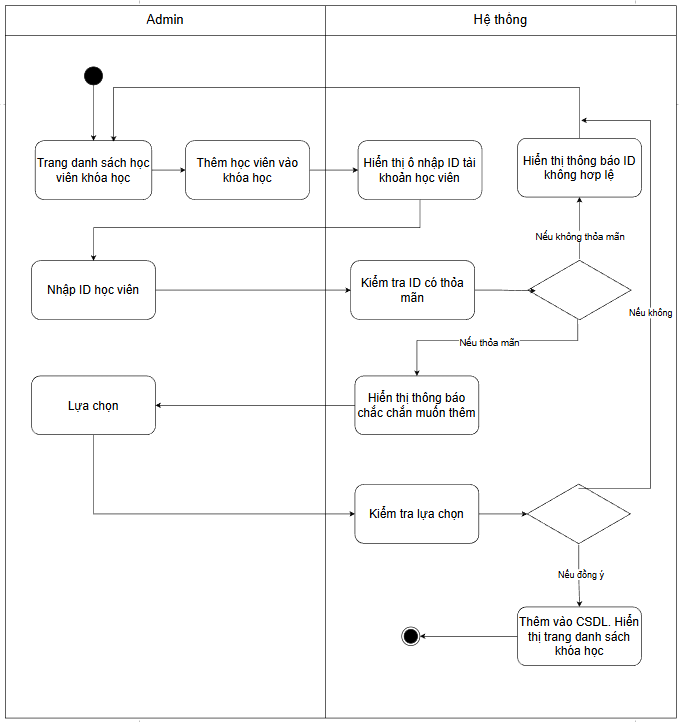 Admin
Hệ thống
Trang danh sách học
viên khóa học
Thêm học viên vào
khóa học
Hiển thị ô nhập ID tài
khoản học viên
Hiển thị thông báo ID
không hơp lệ
Nếu không thỏa mãn
Nhập ID học viên
Kiểm tra ID có thỏa
mãn
Nếu không
Nếu thỏa mãn
Lựa chọn
Hiển thị thông báo
chắc chắn muốn thêm
Kiểm tra lựa chọn
Nếu đồng ý
Thêm vào CSDL. Hiển
thị trang danh sách
khóa học